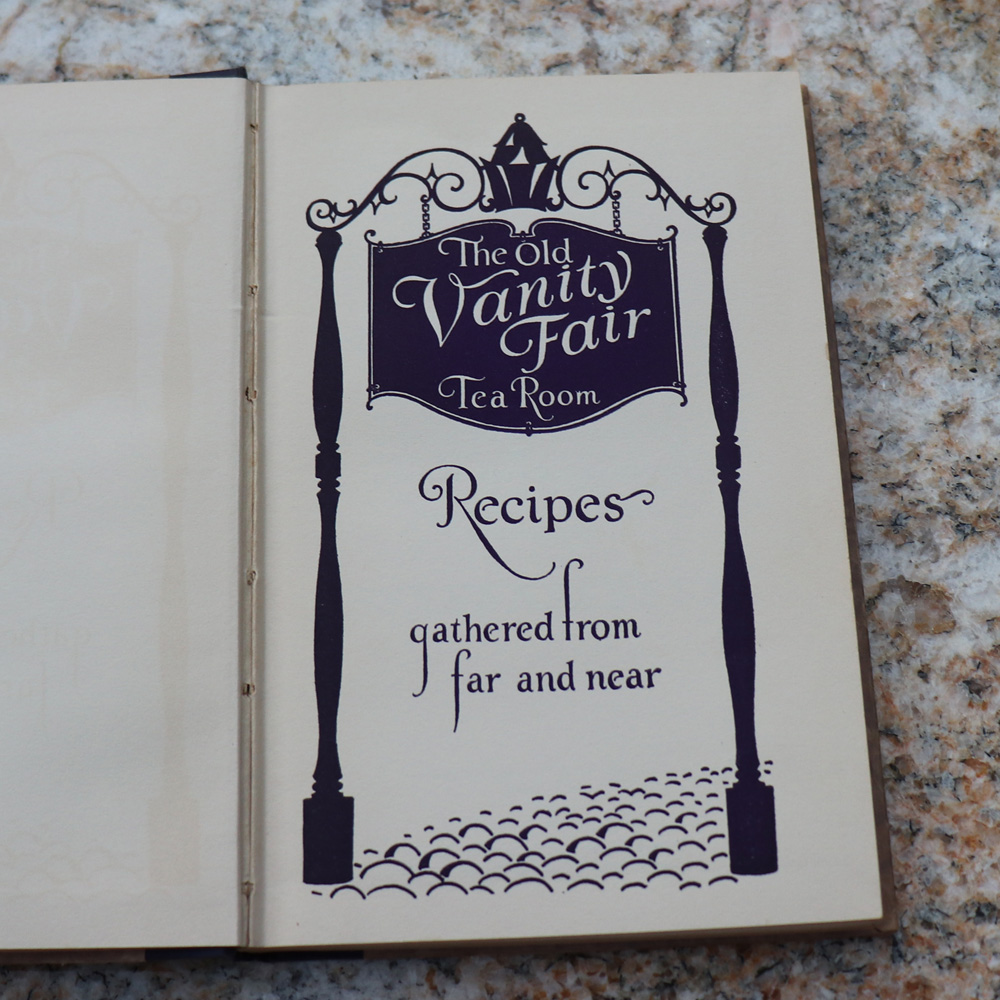 The Old
Vanity
Fair
Tea Room
Recipes
gathered from
far and near